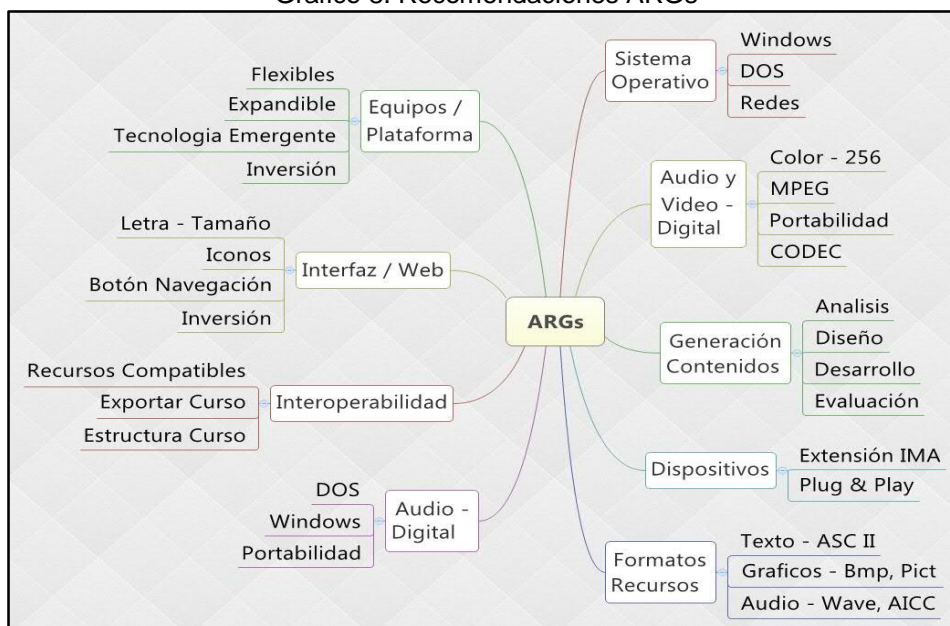 Gráfico 3. Recomendaciones ARGs
ARGs
Equipos /
Plataforma
Flexibles
Expandible
Tecnologia Emergente
Inversión
Interfaz / Web
Letra - Tamaño
Iconos
Botón Navegación
Inversión
Interoperabilidad
Recursos Compatibles
Exportar Curso
Estructura Curso
Audio -
Digital
DOS
Windows
Portabilidad
Sistema
Operativo
Windows
DOS
Redes
Audio y
Video -
Digital
Color - 256
MPEG
Portabilidad
CODEC
Generación
Contenidos
Analisis
Diseño
Desarrollo
Evaluación
Dispositivos
Extensión IMA
Plug & Play
Formatos
Recursos
Texto - ASC II
Graficos - Bmp, Pict
Audio - Wave, AICC